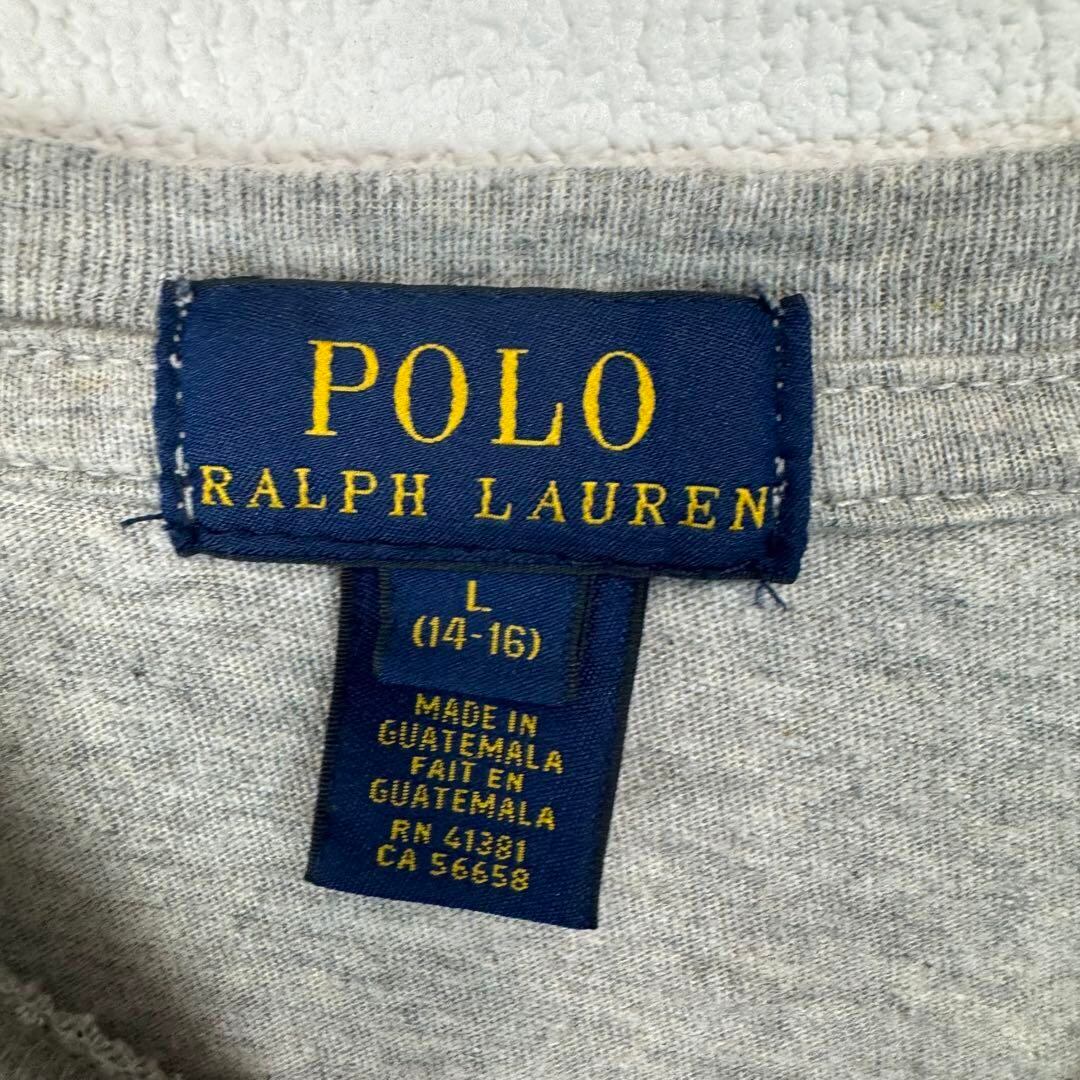 POLO
RALPH LAUREN
L
(14-16)
MADE IN
GUATEMALA
FAIT EN
GUATEMALA
RN 41381
CA 56658